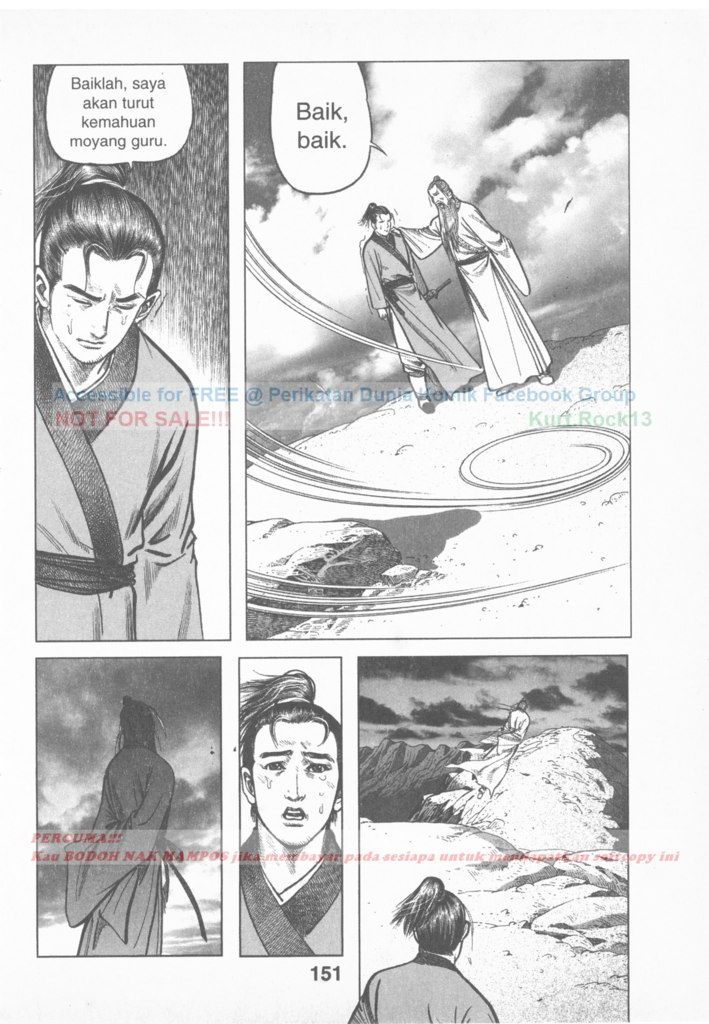 Baiklah, saya
akan turut
kemahuan
moyang guru.
Baik,
baik.
Accessible for FREE @ Perikatan Dunia Komik Facebook Group
NOT FOR SALE!!!
Kurt Rock13
PERCUMA!!!
Kau BODOH NAK MAMPOS jika membayar pada sesiapa untuk mendapatkan softcopy ini
151